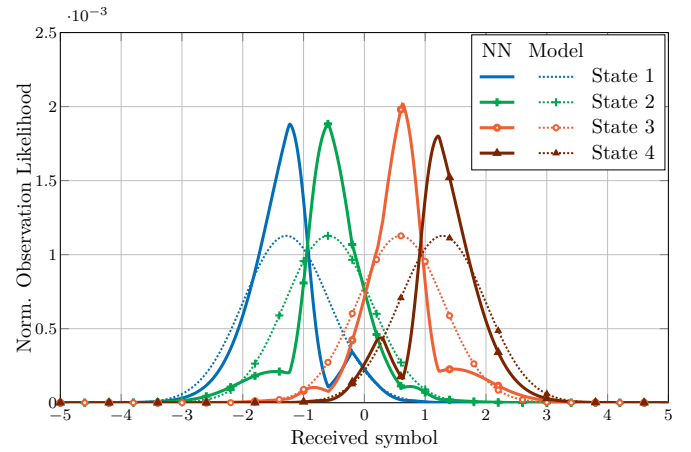 ·10⁻³
2.5
2
1.5
1
0.5
0
Norm. Observation Likelihood
NN Model
State 1
State 2
State 3
State 4
−5 −4 −3 −2 −1 0 1 2 3 4 5
Received symbol